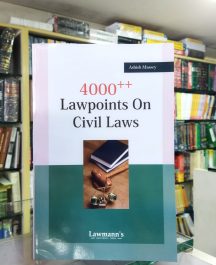 Ashish Massey
4000++
Lawpoints On
Civil Laws
Lawmann's